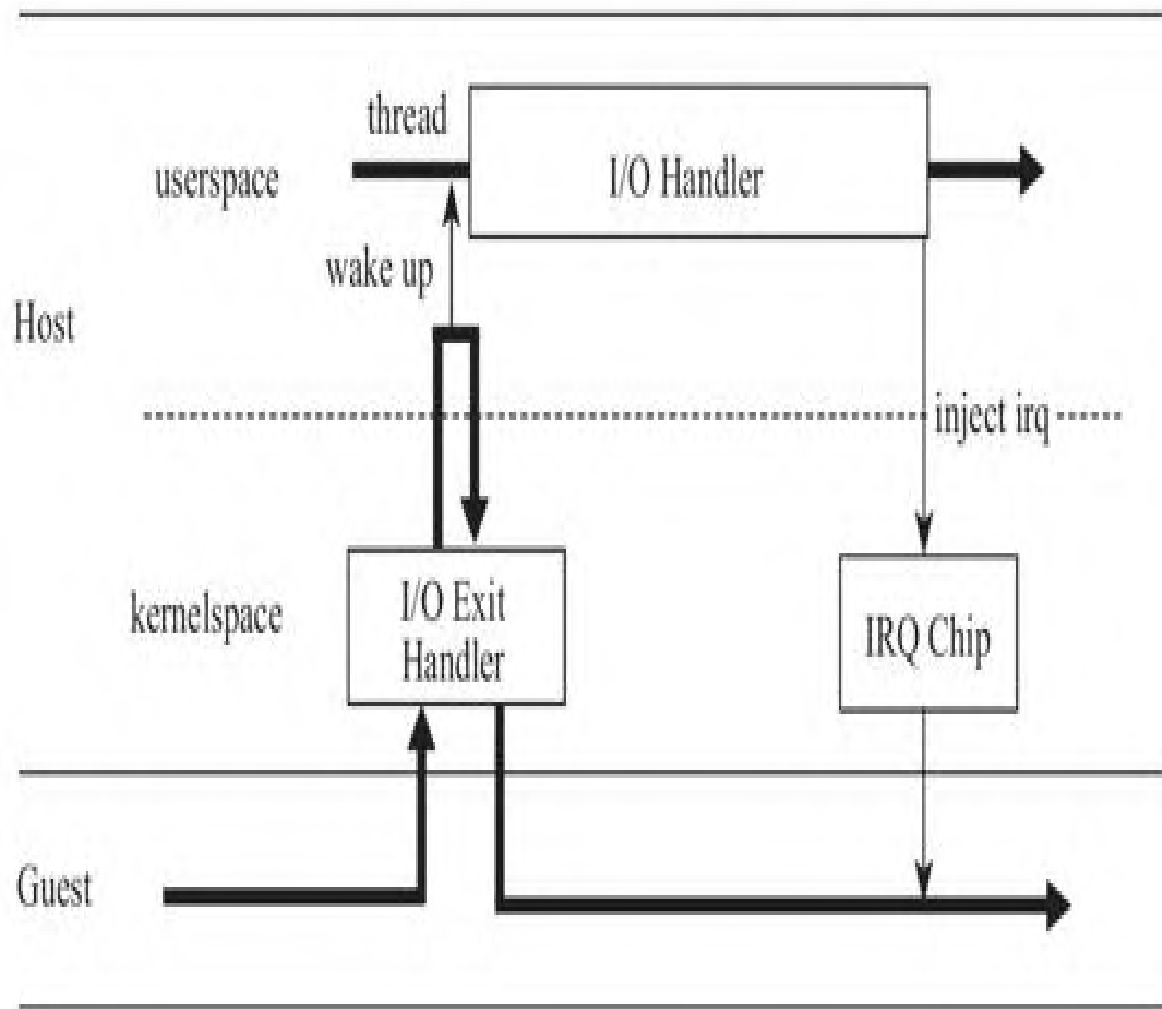 thread
userspace
I/O Handler
wake up
Host
inject irq
kernelspace
I/O Exit
Handler
IRQ Chip
Guest